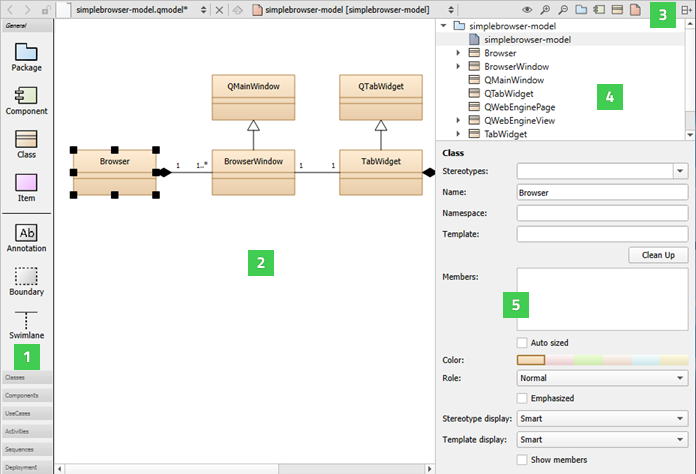 simplebrowser-model.qmodel*
simplebrowser-model [simplebrowser-model]
3
General
Package
Component
Class
Item
Ab
Annotation
Boundary
Swimlane
1
Classes
Components
UseCases
Activities
Sequences
Deployment
QMainWindow
QTabWidget
Browser
1
1..*
BrowserWindow
1
1
TabWidget
2
simplebrowser-model
simplebrowser-model
Browser
BrowserWindow
QMainWindow
QTabWidget
QWebEnginePage
QWebEngineView
TabWidget
4
Class
Stereotypes:
Name: Browser
Namespace:
Template:
Clean Up
Members:
5
Auto sized
Color:
Role: Normal
Emphasized
Stereotype display: Smart
Template display: Smart
Show members